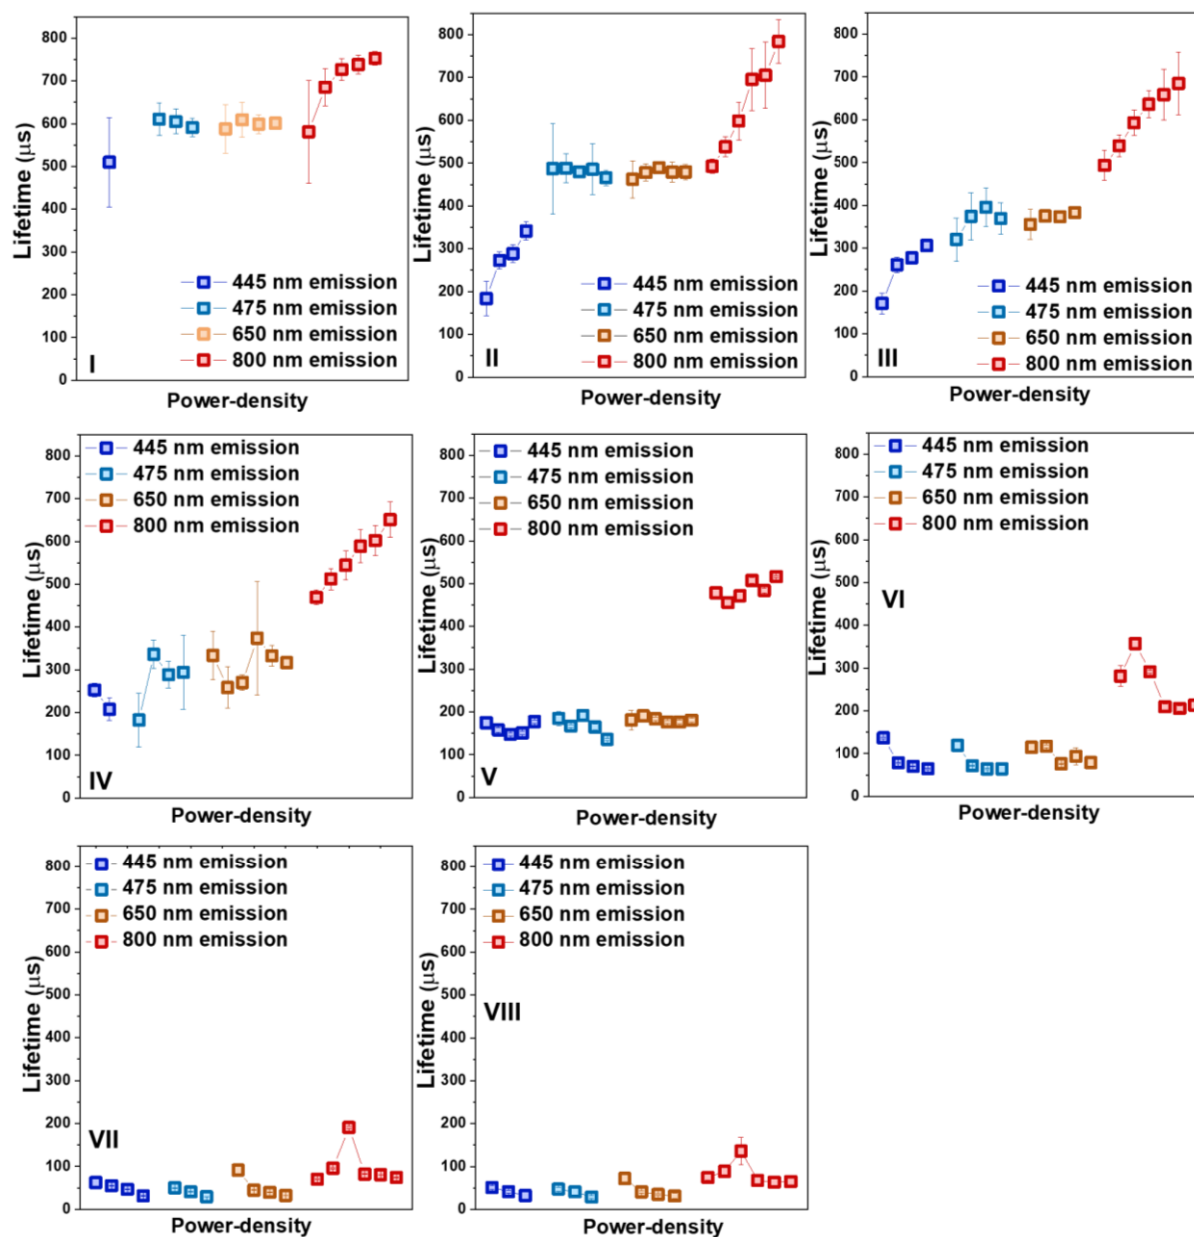 800
700
600
500
400
300
200
100
0
Lifetime (μs)
445 nm emission
475 nm emission
650 nm emission
800 nm emission
I
Power-density
800
700
600
500
400
300
200
100
0
Lifetime (μs)
445 nm emission
475 nm emission
650 nm emission
800 nm emission
II
Power-density
800
700
600
500
400
300
200
100
0
Lifetime (μs)
445 nm emission
475 nm emission
650 nm emission
800 nm emission
III
Power-density
800
700
600
500
400
300
200
100
0
Lifetime (μs)
445 nm emission
475 nm emission
650 nm emission
800 nm emission
IV
Power-density
800
700
600
500
400
300
200
100
0
Lifetime (μs)
445 nm emission
475 nm emission
650 nm emission
800 nm emission
V
Power-density
800
700
600
500
400
300
200
100
0
Lifetime (μs)
445 nm emission
475 nm emission
650 nm emission
800 nm emission
VI
Power-density
800
700
600
500
400
300
200
100
0
Lifetime (μs)
445 nm emission
475 nm emission
650 nm emission
800 nm emission
VII
Power-density
800
700
600
500
400
300
200
100
0
Lifetime (μs)
445 nm emission
475 nm emission
650 nm emission
800 nm emission
VIII
Power-density